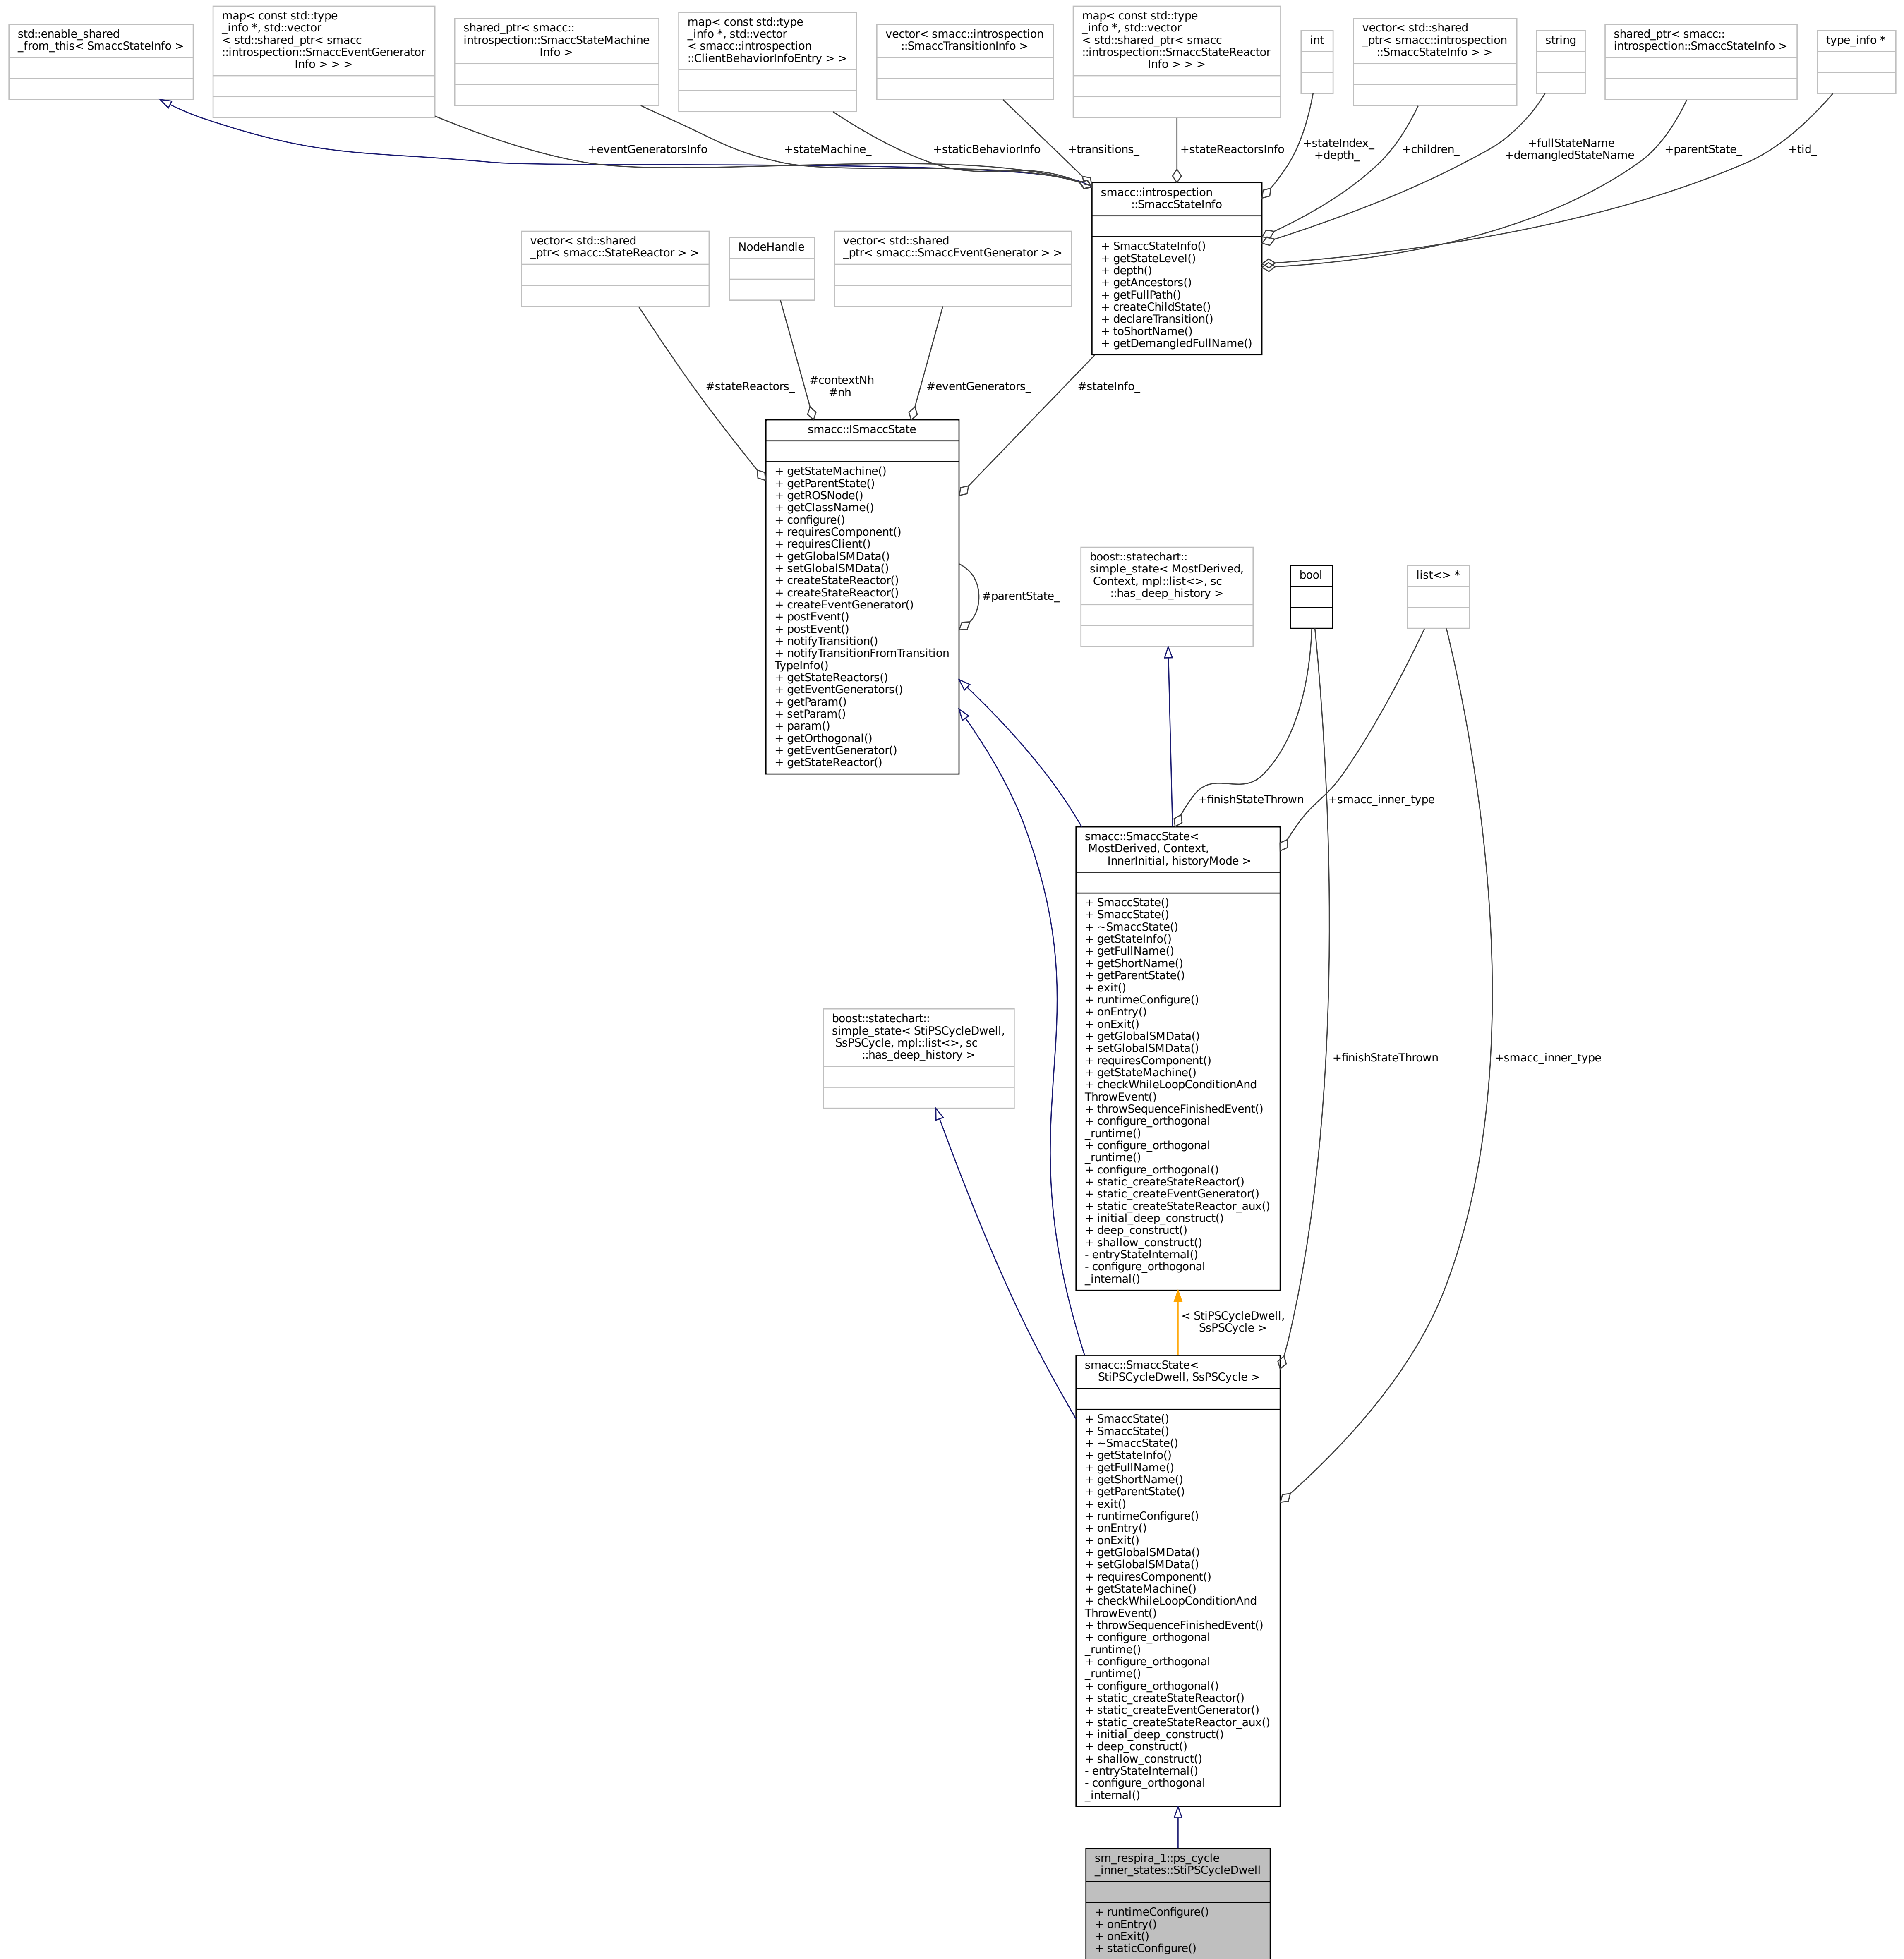 std::enable_shared
_from_this< SmaccStateInfo >
map< const std::type
_info *, std::vector
< std::shared_ptr< smacc
::introspection::SmaccEventGenerator
Info > > >
shared_ptr< smacc::
introspection::SmaccStateMachine
Info >
map< const std::type
_info *, std::vector
< smacc::introspection
::ClientBehaviorInfoEntry > >
vector< smacc::introspection
::SmaccTransitionInfo >
map< const std::type
_info *, std::vector
< std::shared_ptr< smacc
::introspection::SmaccStateReactor
Info > > >
int
vector< std::shared
_ptr< smacc::introspection
::SmaccStateInfo > >
string
shared_ptr< smacc::
introspection::SmaccStateInfo >
type_info *
+eventGeneratorsInfo
+stateMachine_
+staticBehaviorInfo
+transitions_
+stateReactorsInfo
+stateIndex_
+depth_
+children_
+fullStateName
+demangledStateName
+parentState_
+tid_
smacc::introspection
::SmaccStateInfo
+ SmaccStateInfo()
+ getStateLevel()
+ depth()
+ getAncestors()
+ getFullPath()
+ createChildState()
+ declareTransition()
+ toShortName()
+ getDemangledFullName()
vector< std::shared
_ptr< smacc::StateReactor > >
NodeHandle
vector< std::shared
_ptr< smacc::SmaccEventGenerator > >
#stateReactors_
#contextNh
#nh
#eventGenerators_
#stateInfo_
smacc::ISmaccState
+ getStateMachine()
+ getParentState()
+ getROSNode()
+ getClassName()
+ configure()
+ requiresComponent()
+ requiresClient()
+ getGlobalSMData()
+ setGlobalSMData()
+ createStateReactor()
+ createStateReactor()
+ createEventGenerator()
+ postEvent()
+ postEvent()
+ notifyTransition()
+ notifyTransitionFromTransition
TypeInfo()
+ getStateReactors()
+ getEventGenerators()
+ getParam()
+ setParam()
+ param()
+ getOrthogonal()
+ getEventGenerator()
+ getStateReactor()
#parentState_
boost::statechart::
simple_state< MostDerived,
Context, mpl::list<>, sc
::has_deep_history >
bool
list<> *
+finishStateThrown
+smacc_inner_type
smacc::SmaccState<
MostDerived, Context,
InnerInitial, historyMode >
+ SmaccState()
+ SmaccState()
+ ~SmaccState()
+ getStateInfo()
+ getFullName()
+ getShortName()
+ getParentState()
+ exit()
+ runtimeConfigure()
+ onEntry()
+ onExit()
+ getGlobalSMData()
+ setGlobalSMData()
+ requiresComponent()
+ getStateMachine()
+ checkWhileLoopConditionAnd
ThrowEvent()
+ throwSequenceFinishedEvent()
+ configure_orthogonal
_runtime()
+ configure_orthogonal
_runtime()
+ configure_orthogonal()
+ static_createStateReactor()
+ static_createEventGenerator()
+ static_createStateReactor_aux()
+ initial_deep_construct()
+ deep_construct()
+ shallow_construct()
- entryStateInternal()
- configure_orthogonal
_internal()
boost::statechart::
simple_state< StiPSCycleDwell,
SsPSCycle, mpl::list<>, sc
::has_deep_history >
+finishStateThrown
+smacc_inner_type
< StiPSCycleDwell,
SsPSCycle >
smacc::SmaccState<
StiPSCycleDwell, SsPSCycle >
+ SmaccState()
+ SmaccState()
+ ~SmaccState()
+ getStateInfo()
+ getFullName()
+ getShortName()
+ getParentState()
+ exit()
+ runtimeConfigure()
+ onEntry()
+ onExit()
+ getGlobalSMData()
+ setGlobalSMData()
+ requiresComponent()
+ getStateMachine()
+ checkWhileLoopConditionAnd
ThrowEvent()
+ throwSequenceFinishedEvent()
+ configure_orthogonal
_runtime()
+ configure_orthogonal
_runtime()
+ configure_orthogonal()
+ static_createStateReactor()
+ static_createEventGenerator()
+ static_createStateReactor_aux()
+ initial_deep_construct()
+ deep_construct()
+ shallow_construct()
- entryStateInternal()
- configure_orthogonal
_internal()
sm_respira_1::ps_cycle
_inner_states::StiPSCycleDwell
+ runtimeConfigure()
+ onEntry()
+ onExit()
+ staticConfigure()